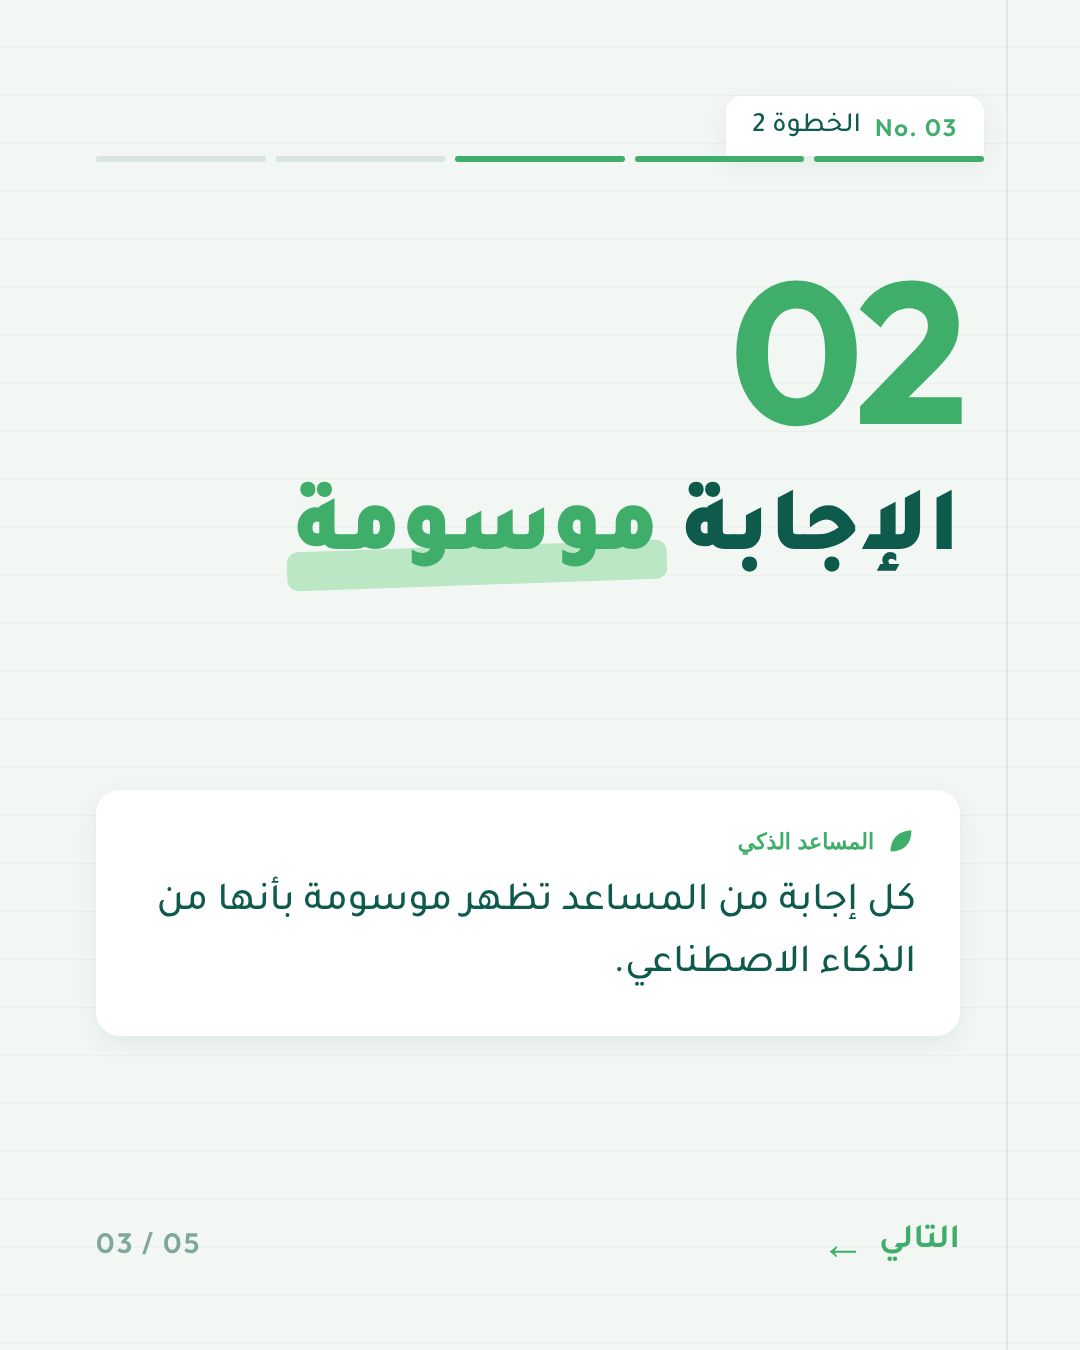 No. 03 الخطوة 2
02
الإجابة موسومة
المساعد الذكي
كل إجابة من المساعد تظهر موسومة بأنها من
الذكاء الاصطناعي.
التالي ←
03 / 05